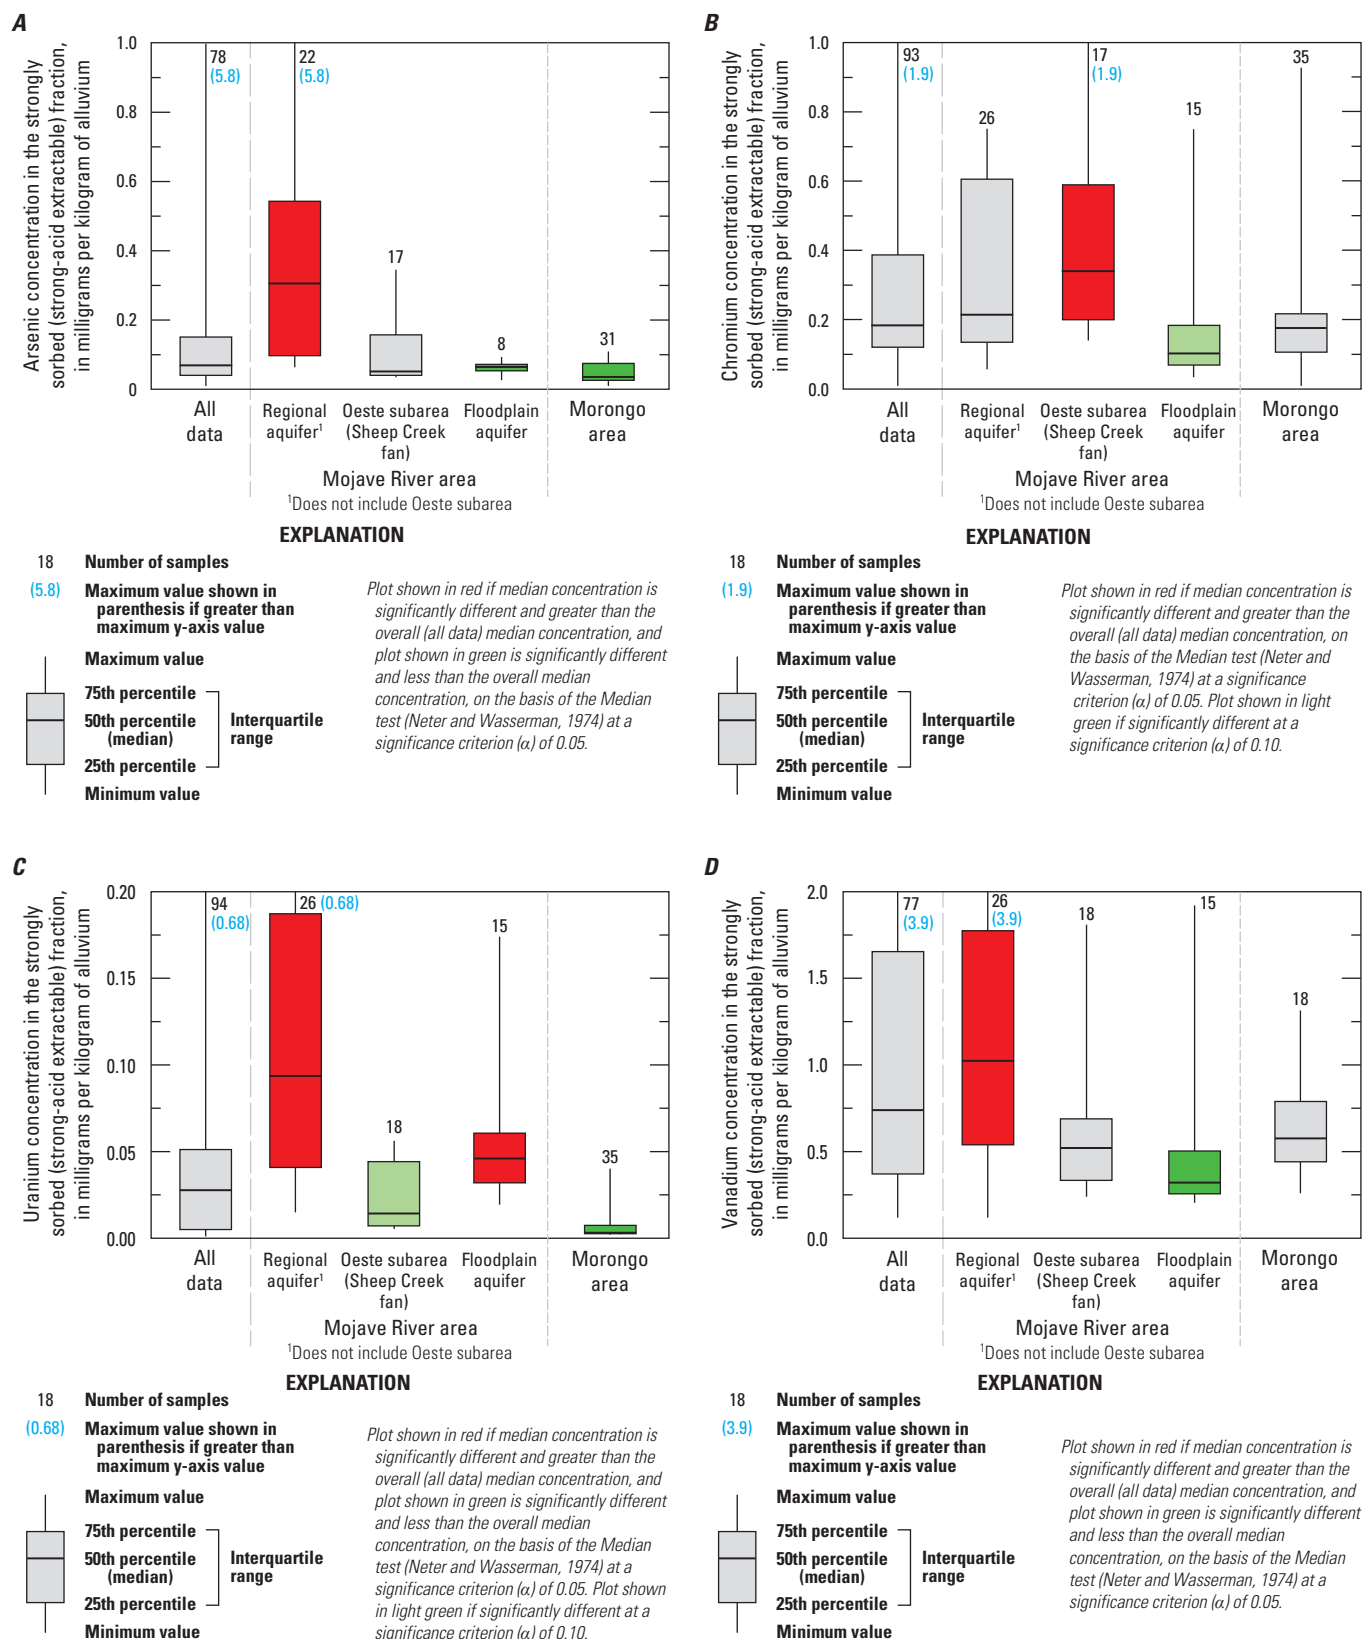 A
Arsenic concentration in the strongly
sorbed (strong-acid extractable) fraction,
in milligrams per kilogram of alluvium
1.0
0.8
0.6
0.4
0.2
0
78
(5.8)
22
(5.8)
17
8
31
All
data
Regional
aquifer1
Oeste subarea
(Sheep Creek
fan)
Floodplain
aquifer
Morongo
area
Mojave River area
1Does not include Oeste subarea
EXPLANATION
18 Number of samples
(5.8) Maximum value shown in
parenthesis if greater than
maximum y-axis value
Maximum value
75th percentile
50th percentile
(median)
25th percentile
Minimum value
Interquartile
range
Plot shown in red if median concentration is
significantly different and greater than the
overall (all data) median concentration, and
plot shown in green is significantly different
and less than the overall median
concentration, on the basis of the Median
test (Neter and Wasserman, 1974) at a
significance criterion (α) of 0.05.
B
Chromium concentration in the strongly
sorbed (strong-acid extractable) fraction,
in milligrams per kilogram of alluvium
1.0
0.8
0.6
0.4
0.2
0.0
93
(1.9)
26
17
(1.9)
15
35
All
data
Regional
aquifer1
Oeste subarea
(Sheep Creek
fan)
Floodplain
aquifer
Morongo
area
Mojave River area
1Does not include Oeste subarea
EXPLANATION
18 Number of samples
(1.9) Maximum value shown in
parenthesis if greater than
maximum y-axis value
Maximum value
75th percentile
50th percentile
(median)
25th percentile
Minimum value
Interquartile
range
Plot shown in red if median concentration is
significantly different and greater than the
overall (all data) median concentration, on
the basis of the Median test (Neter and
Wasserman, 1974) at a significance
criterion (α) of 0.05. Plot shown in light
green if significantly different at a
significance criterion (α) of 0.10.
C
Uranium concentration in the strongly
sorbed (strong-acid extractable) fraction,
in milligrams per kilogram of alluvium
0.20
0.15
0.10
0.05
0.00
94
(0.68)
26 (0.68)
18
15
35
All
data
Regional
aquifer1
Oeste subarea
(Sheep Creek
fan)
Floodplain
aquifer
Morongo
area
Mojave River area
1Does not include Oeste subarea
EXPLANATION
18 Number of samples
(0.68) Maximum value shown in
parenthesis if greater than
maximum y-axis value
Maximum value
75th percentile
50th percentile
(median)
25th percentile
Minimum value
Interquartile
range
Plot shown in red if median concentration is
significantly different and greater than the
overall (all data) median concentration, and
plot shown in green is significantly different
and less than the overall median
concentration, on the basis of the Median
test (Neter and Wasserman, 1974) at a
significance criterion (α) of 0.05. Plot shown
in light green if significantly different at a
significance criterion (α) of 0.10.
D
Vanadium concentration in the strongly
sorbed (strong-acid extractable) fraction,
in milligrams per kilogram of alluvium
2.0
1.5
1.0
0.5
0.0
77
(3.9)
26
(3.9)
18
15
18
All
data
Regional
aquifer1
Oeste subarea
(Sheep Creek
fan)
Floodplain
aquifer
Morongo
area
Mojave River area
1Does not include Oeste subarea
EXPLANATION
18 Number of samples
(3.9) Maximum value shown in
parenthesis if greater than
maximum y-axis value
Maximum value
75th percentile
50th percentile
(median)
25th percentile
Minimum value
Interquartile
range
Plot shown in red if median concentration is
significantly different and greater than the
overall (all data) median concentration, and
plot shown in green is significantly different
and less than the overall median
concentration, on the basis of the Median
test (Neter and Wasserman, 1974) at a
significance criterion (α) of 0.05.